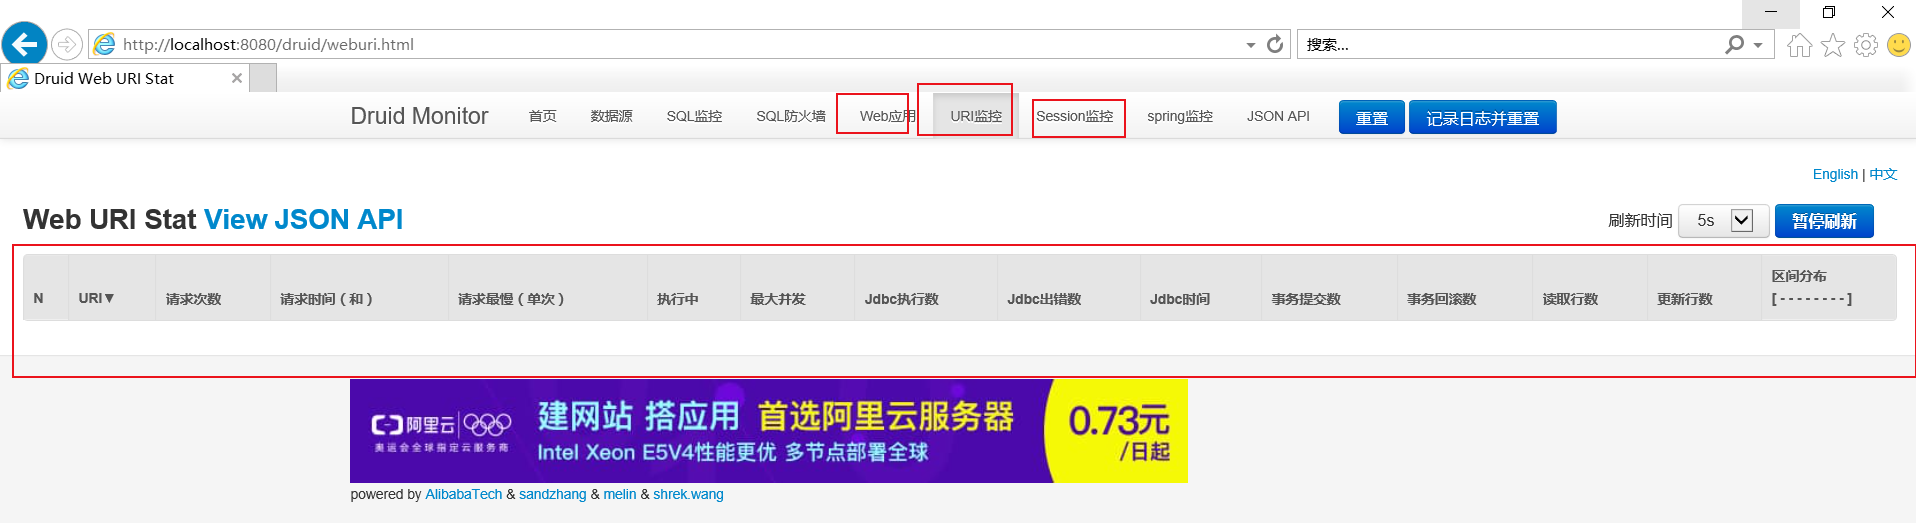 http://localhost:8080/druid/weburi.html
搜索...
Druid Web URI Stat
Druid Monitor 首页 数据源 SQL监控 SQL防火墙 Web应用 URI监控 Session监控 spring监控 JSON API 重置 记录日志并重置
English | 中文
Web URI Stat View JSON API
刷新时间 5s 暂停刷新
N URI▼ 请求次数 请求时间（和） 请求最慢（单次） 执行中 最大并发 Jdbc执行数 Jdbc出错数 Jdbc时间 事务提交数 事务回滚数 读取行数 更新行数 区间分布
[--------]
阿里云
奥运会全球指定云服务商
建网站 搭应用 首选阿里云服务器
Intel Xeon E5V4性能更优 多节点部署全球
0.73元
/日起
powered by AlibabaTech & sandzhang & melin & shrek.wang